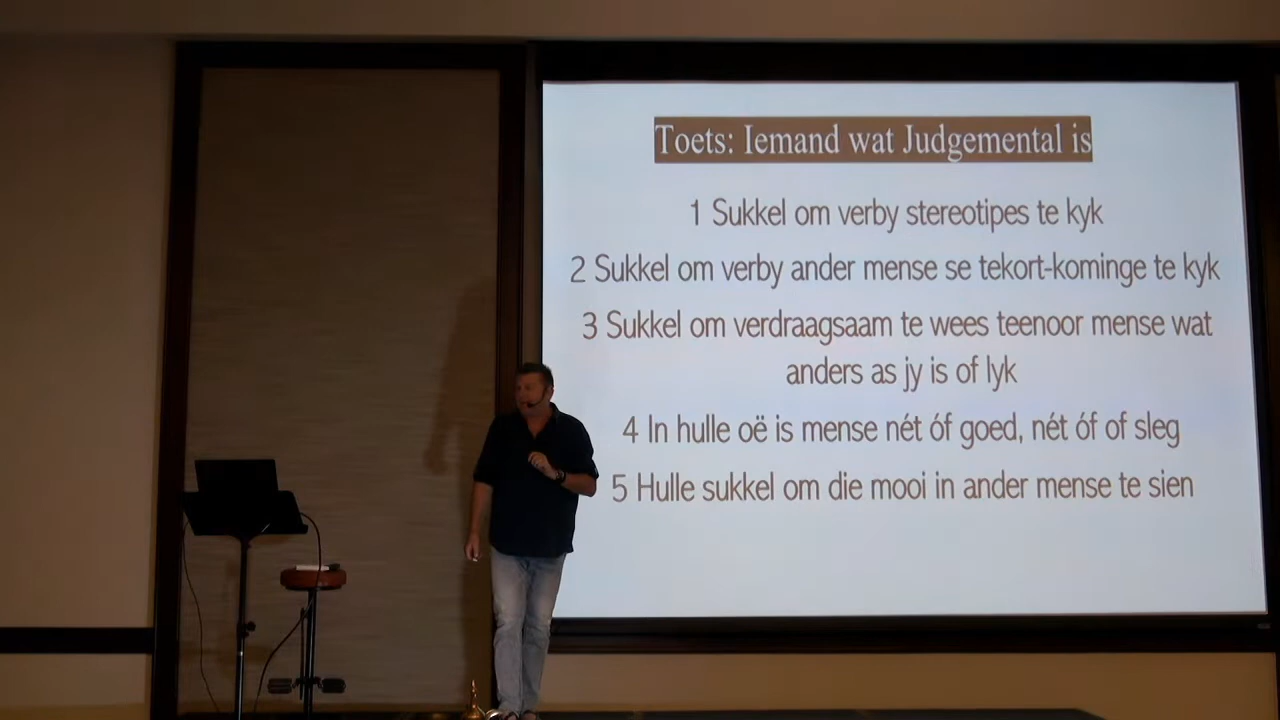 Toets: Iemand wat Judgemental is
1 Sukkel om verby stereotipes te kyk
2 Sukkel om verby ander mense se tekort-kominge te kyk
3 Sukkel om verdraagsaam te wees teenoor mense wat
anders as jy is of lyk
4 In hulle oë is mense nét óf goed, nét óf of sleg
5 Hulle sukkel om die mooi in ander mense te sien